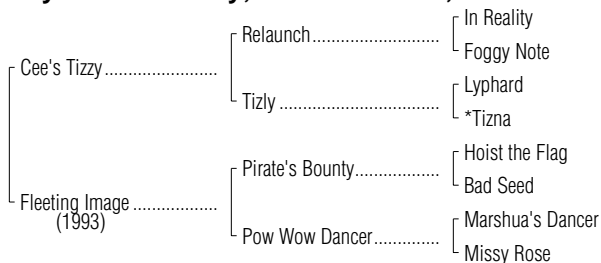 In Reality
Relaunch
Foggy Note
Cee's Tizzy
Lyphard
Tizly
*Tizna
Hoist the Flag
Pirate's Bounty
Bad Seed
Fleeting Image
(1993)
Marshua's Dancer
Pow Wow Dancer
Missy Rose